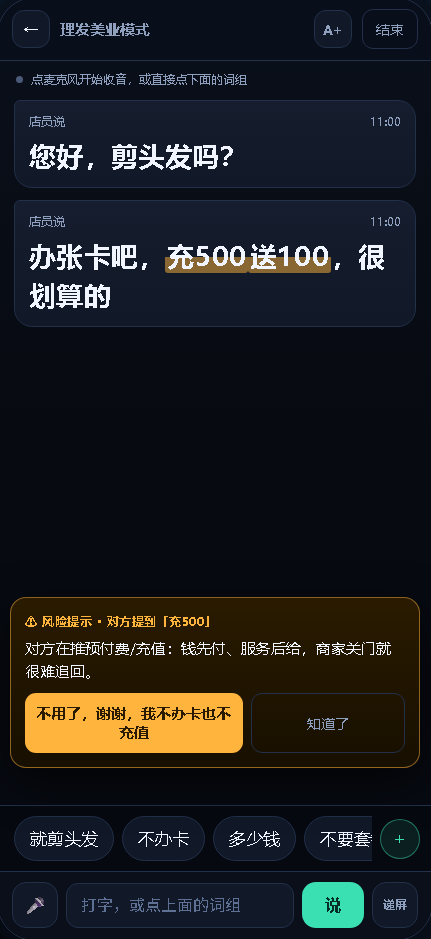 ← 理发美业模式 A+ 结束
点麦克风开始收音，或直接点下面的词组
店员说 11:00
您好，剪头发吗？
店员说 11:00
办张卡吧，充500送100，很
划算的
⚠ 风险提示 · 对方提到「充500」
对方在推预付费/充值：钱先付、服务后给，商家关门就
很难追回。
不用了，谢谢，我不办卡也不
充值
知道了
就剪头发 不办卡 多少钱 不要套 +
打字，或点上面的词组 说 递屏